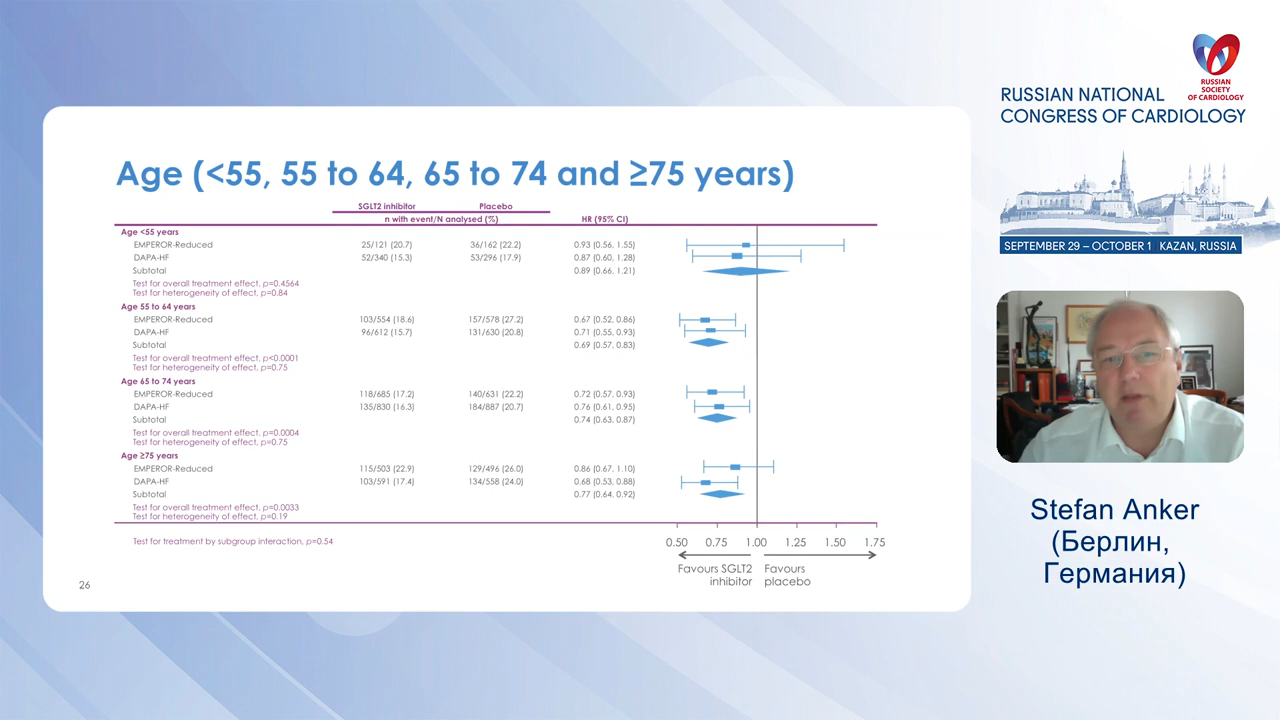 RUSSIAN
SOCIETY
OF CARDIOLOGY
RUSSIAN NATIONAL
CONGRESS OF CARDIOLOGY
SEPTEMBER 29 – OCTOBER 1 KAZAN, RUSSIA
Age (<55, 55 to 64, 65 to 74 and ≥75 years)
SGLT2 inhibitor Placebo
n with event/N analysed (%) HR (95% CI)
Age <55 years
EMPEROR-Reduced 25/121 (20.7) 36/162 (22.2) 0.93 (0.56, 1.55)
DAPA-HF 52/340 (15.3) 53/296 (17.9) 0.87 (0.60, 1.28)
Subtotal 0.89 (0.66, 1.21)
Test for overall treatment effect, p=0.4564
Test for heterogeneity of effect, p=0.84
Age 55 to 64 years
EMPEROR-Reduced 103/554 (18.6) 157/578 (27.2) 0.67 (0.52, 0.86)
DAPA-HF 96/612 (15.7) 131/630 (20.8) 0.71 (0.55, 0.93)
Subtotal 0.69 (0.57, 0.83)
Test for overall treatment effect, p<0.0001
Test for heterogeneity of effect, p=0.75
Age 65 to 74 years
EMPEROR-Reduced 118/685 (17.2) 140/631 (22.2) 0.72 (0.57, 0.93)
DAPA-HF 135/830 (16.3) 184/887 (20.7) 0.76 (0.61, 0.95)
Subtotal 0.74 (0.63, 0.87)
Test for overall treatment effect, p=0.0004
Test for heterogeneity of effect, p=0.75
Age ≥75 years
EMPEROR-Reduced 115/503 (22.9) 129/496 (26.0) 0.86 (0.67, 1.10)
DAPA-HF 103/591 (17.4) 134/558 (24.0) 0.68 (0.53, 0.88)
Subtotal 0.77 (0.64, 0.92)
Test for overall treatment effect, p=0.0033
Test for heterogeneity of effect, p=0.19
Test for treatment by subgroup interaction, p=0.54
0.50 0.75 1.00 1.25 1.50 1.75
Favours SGLT2 Favours
inhibitor placebo
26
Stefan Anker
(Берлин,
Германия)